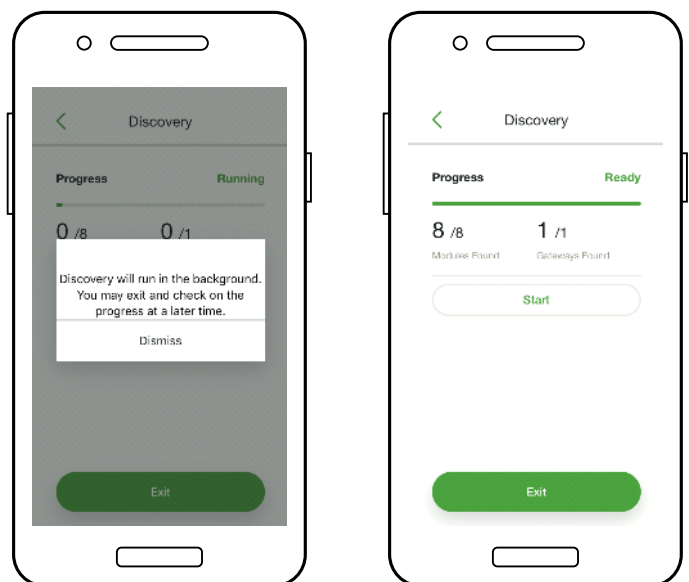 Discovery
Progress Running
0 /8 0 /1
Discovery will run in the background.
You may exit and check on the
progress at a later time.
Dismiss
Exit
Discovery
Progress Ready
8 /8 1 /1
Modules Found Gateways Found
Start
Exit